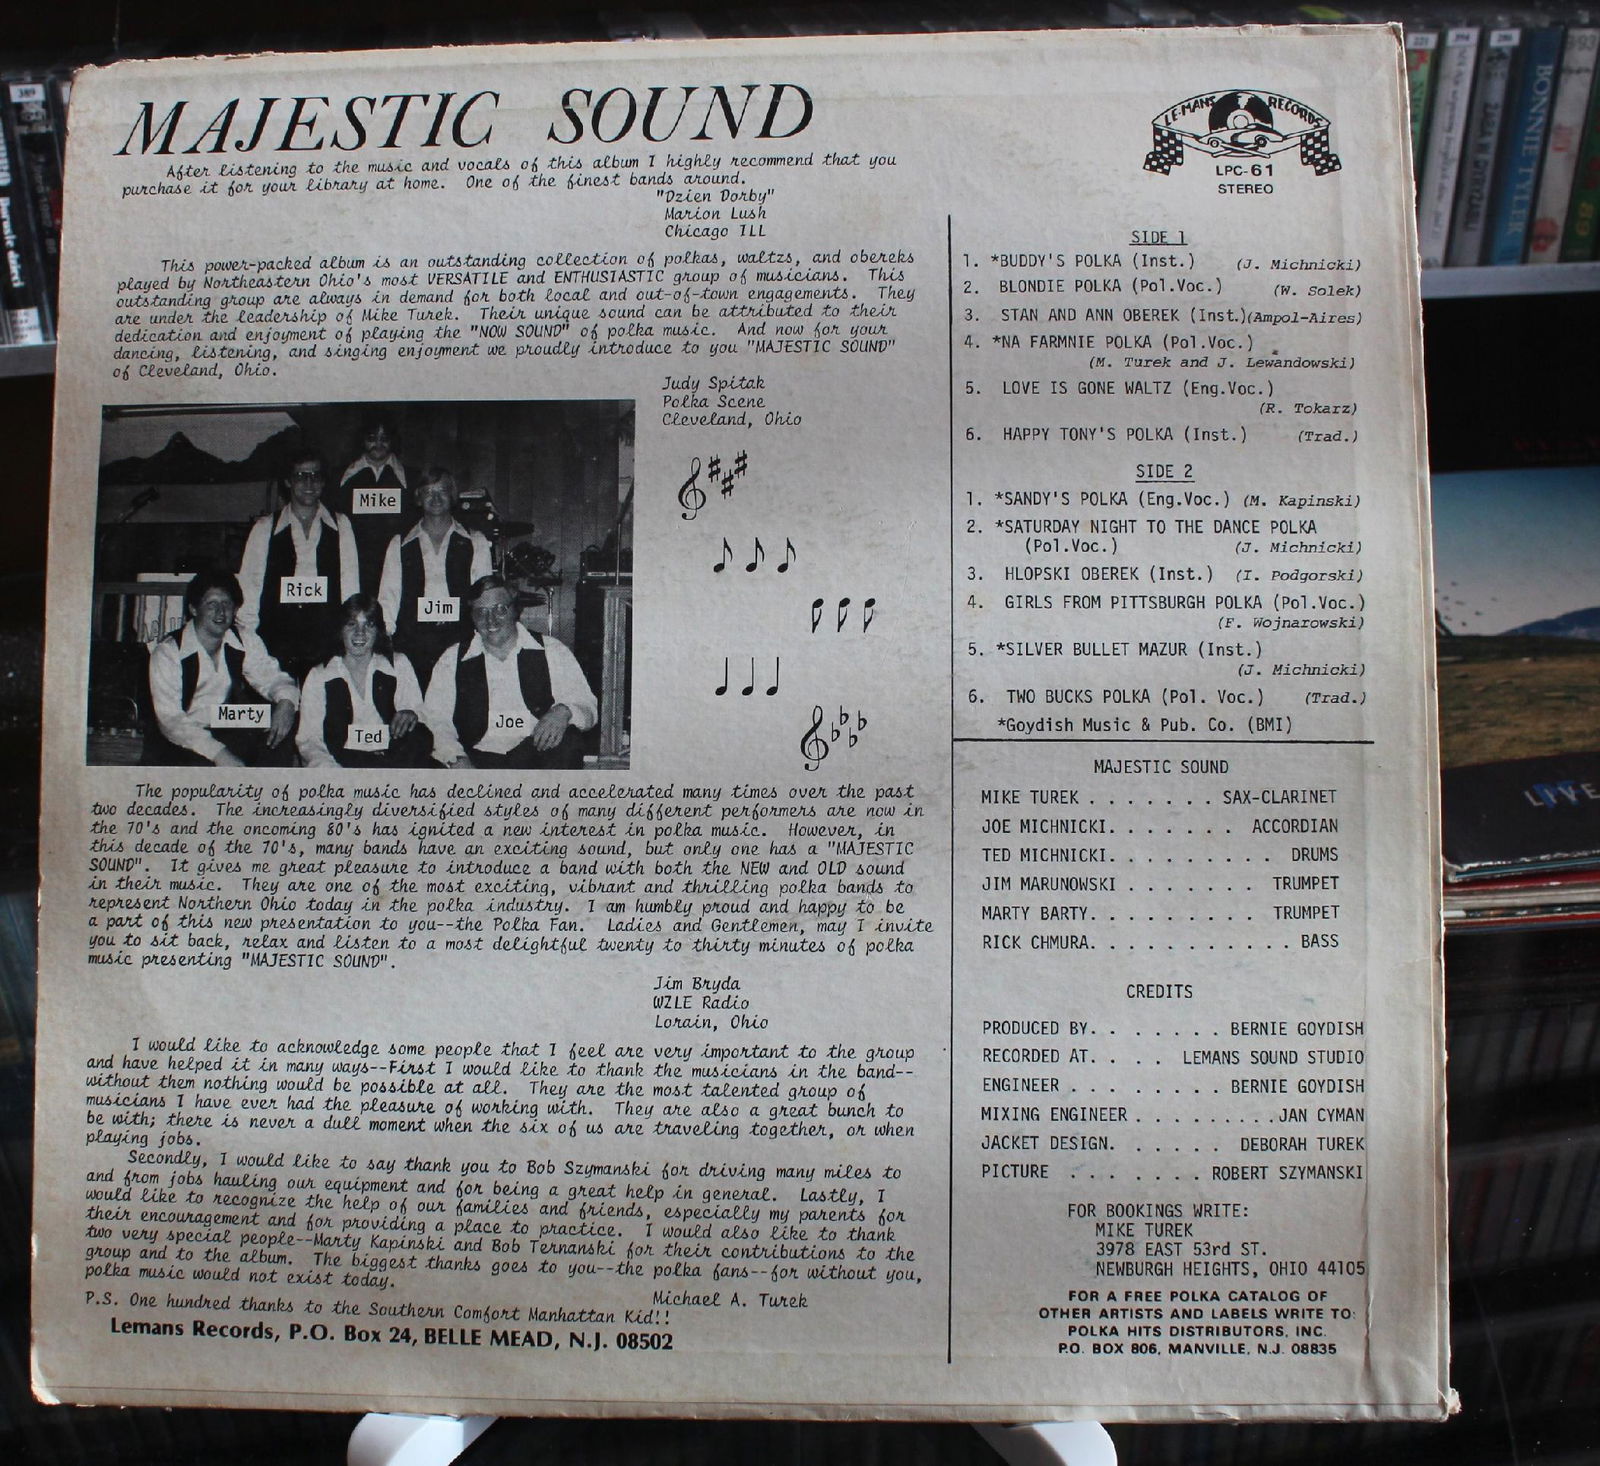 MAJESTIC SOUND
After listening to the music and vocals of this album I highly recommend that you
purchase it for your library at home. One of the finest bands around.
"Dzien Dorby"
Marion Lush
Chicago ILL
This power-packed album is an outstanding collection of polkas, waltzs, and obereks
played by Northeastern Ohio's most VERSATILE and ENTHUSIASTIC group of musicians. This
outstanding group are always in demand for both local and out-of-town engagements. They
are under the leadership of Mike Turek. Their unique sound can be attributed to their
dedication and enjoyment of playing the "NOW SOUND" of polka music. And now for your
dancing, listening, and singing enjoyment we proudly introduce to you "MAJESTIC SOUND"
of Cleveland, Ohio.
Judy Spitak
Polka Scene
Cleveland, Ohio
Mike
Rick
Jim
Marty
Ted
Joe
The popularity of polka music has declined and accelerated many times over the past
two decades. The increasingly diversified styles of many different performers are now in
the 70's and the oncoming 80's has ignited a new interest in polka music. However, in
this decade of the 70's, many bands have an exciting sound, but only one has a "MAJESTIC
SOUND". It gives me great pleasure to introduce a band with both the NEW and OLD sound
in their music. They are one of the most exciting, vibrant and thrilling polka bands to
represent Northern Ohio today in the polka industry. I am humbly proud and happy to be
a part of this new presentation to you--the Polka Fan. Ladies and Gentlemen, may I invite
you to sit back, relax and listen to a most delightful twenty to thirty minutes of polka
music presenting "MAJESTIC SOUND".
Jim Bryda
WZLE Radio
Lorain, Ohio
I would like to acknowledge some people that I feel are very important to the group
and have helped it in many ways--First I would like to thank the musicians in the band--
without them nothing would be possible at all. They are the most talented group of
musicians I have ever had the pleasure of working with. They are also a great bunch to
be with; there is never a dull moment when the six of us are traveling together, or when
playing jobs.
Secondly, I would like to say thank you to Bob Szymanski for driving many miles to
and from jobs hauling our equipment and for being a great help in general. Lastly, I
would like to recognize the help of our families and friends, especially my parents for
their encouragement and for providing a place to practice. I would also like to thank
two very special people--Marty Kapinski and Bob Ternanski for their contributions to the
group and to the album. The biggest thanks goes to you--the polka fans--for without you,
polka music would not exist today.
Michael A. Turek
P.S. One hundred thanks to the Southern Comfort Manhattan Kid!!
Lemans Records, P.O. Box 24, BELLE MEAD, N.J. 08502
LE-MANS RECORDS
LPC-61
STEREO
SIDE 1
1. *BUDDY'S POLKA (Inst.) (J. Michnicki)
2. BLONDIE POLKA (Pol.Voc.) (W. Solek)
3. STAN AND ANN OBEREK (Inst.)(Ampol-Aires)
4. *NA FARMNIE POLKA (Pol.Voc.)
(M. Turek and J. Lewandowski)
5. LOVE IS GONE WALTZ (Eng.Voc.)
(R. Tokarz)
6. HAPPY TONY'S POLKA (Inst.) (Trad.)
SIDE 2
1. *SANDY'S POLKA (Eng.Voc.) (M. Kapinski)
2. *SATURDAY NIGHT TO THE DANCE POLKA
(Pol.Voc.) (J. Michnicki)
3. HLOPSKI OBEREK (Inst.) (I. Podgorski)
4. GIRLS FROM PITTSBURGH POLKA (Pol.Voc.)
(F. Wojnarowski)
5. *SILVER BULLET MAZUR (Inst.)
(J. Michnicki)
6. TWO BUCKS POLKA (Pol. Voc.) (Trad.)
*Goydish Music & Pub. Co. (BMI)
MAJESTIC SOUND
MIKE TUREK . . . . . . . SAX-CLARINET
JOE MICHNICKI. . . . . . . ACCORDIAN
TED MICHNICKI. . . . . . . . . . DRUMS
JIM MARUNOWSKI . . . . . . . TRUMPET
MARTY BARTY. . . . . . . . . . TRUMPET
RICK CHMURA. . . . . . . . . . . . BASS
CREDITS
PRODUCED BY. . . . . . . . BERNIE GOYDISH
RECORDED AT. . . . . LEMANS SOUND STUDIO
ENGINEER . . . . . . . . . BERNIE GOYDISH
MIXING ENGINEER . . . . . . . . . .JAN CYMAN
JACKET DESIGN. . . . . . . DEBORAH TUREK
PICTURE . . . . . . . . ROBERT SZYMANSKI
FOR BOOKINGS WRITE:
MIKE TUREK
3978 EAST 53rd ST.
NEWBURGH HEIGHTS, OHIO 44105
FOR A FREE POLKA CATALOG OF
OTHER ARTISTS AND LABELS WRITE TO:
POLKA HITS DISTRIBUTORS, INC.
P.O. BOX 806, MANVILLE, N.J. 08835
389
221
394
286
BONNIE TYLER
LIVE